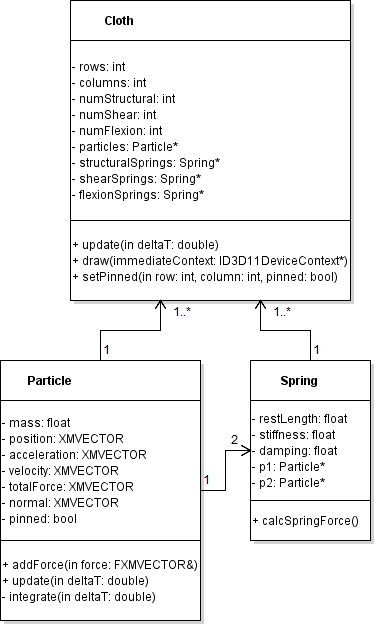 Cloth
- rows: int
- columns: int
- numStructural: int
- numShear: int
- numFlexion: int
- particles: Particle*
- structuralSprings: Spring*
- shearSprings: Spring*
- flexionSprings: Spring*
+ update(in deltaT: double)
+ draw(immediateContext: ID3D11DeviceContext*)
+ setPinned(in row: int, column: int, pinned: bool)
1..*
1..*
1
1
Particle
- mass: float
- position: XMVECTOR
- acceleration: XMVECTOR
- velocity: XMVECTOR
- totalForce: XMVECTOR
- normal: XMVECTOR
- pinned: bool
+ addForce(in force: FXMVECTOR&)
+ update(in deltaT: double)
- integrate(in deltaT: double)
1
2
Spring
- restLength: float
- stiffness: float
- damping: float
- p1: Particle*
- p2: Particle*
+ calcSpringForce()